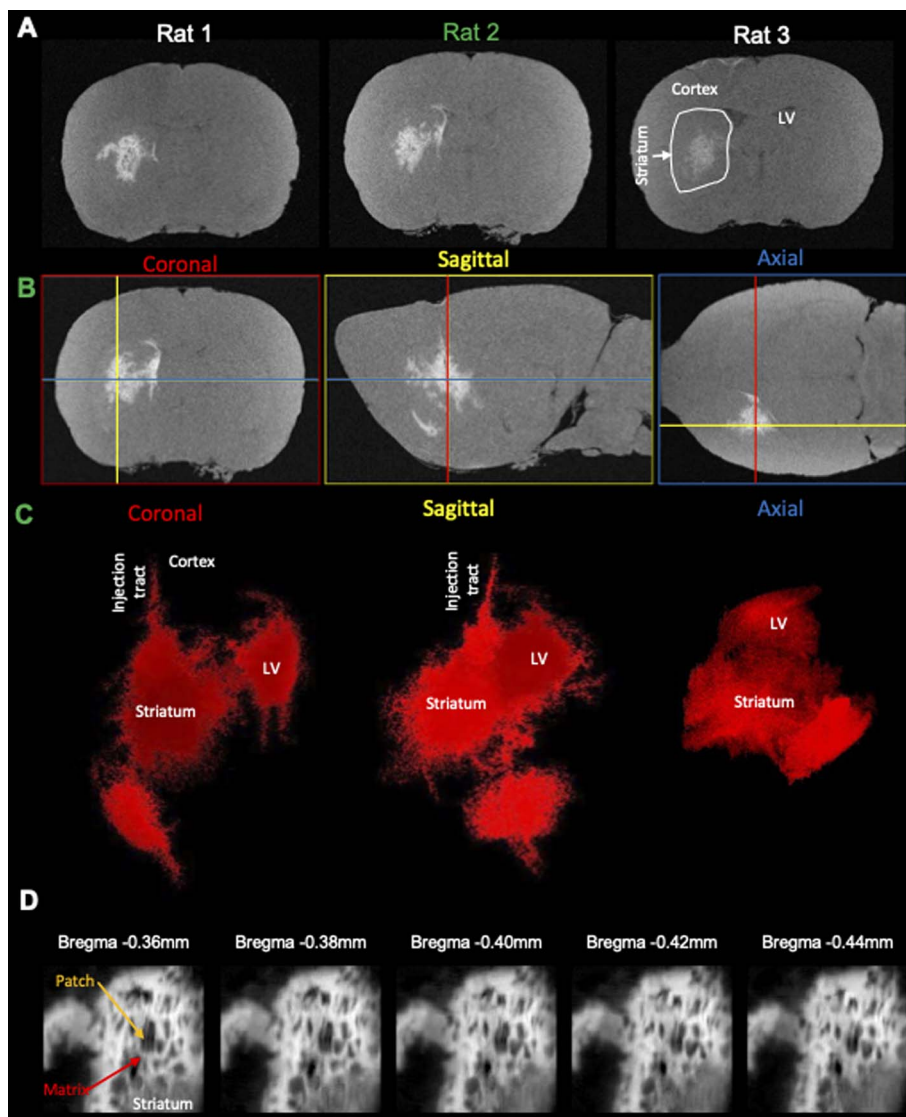 A
Rat 1
Rat 2
Rat 3
Cortex
LV
Striatum
B
Coronal
Sagittal
Axial
C
Coronal
Sagittal
Axial
Injection
tract
Cortex
LV
Striatum
Injection
tract
LV
Striatum
LV
Striatum
D
Bregma -0.36mm
Bregma -0.38mm
Bregma -0.40mm
Bregma -0.42mm
Bregma -0.44mm
Patch
Matrix
Striatum